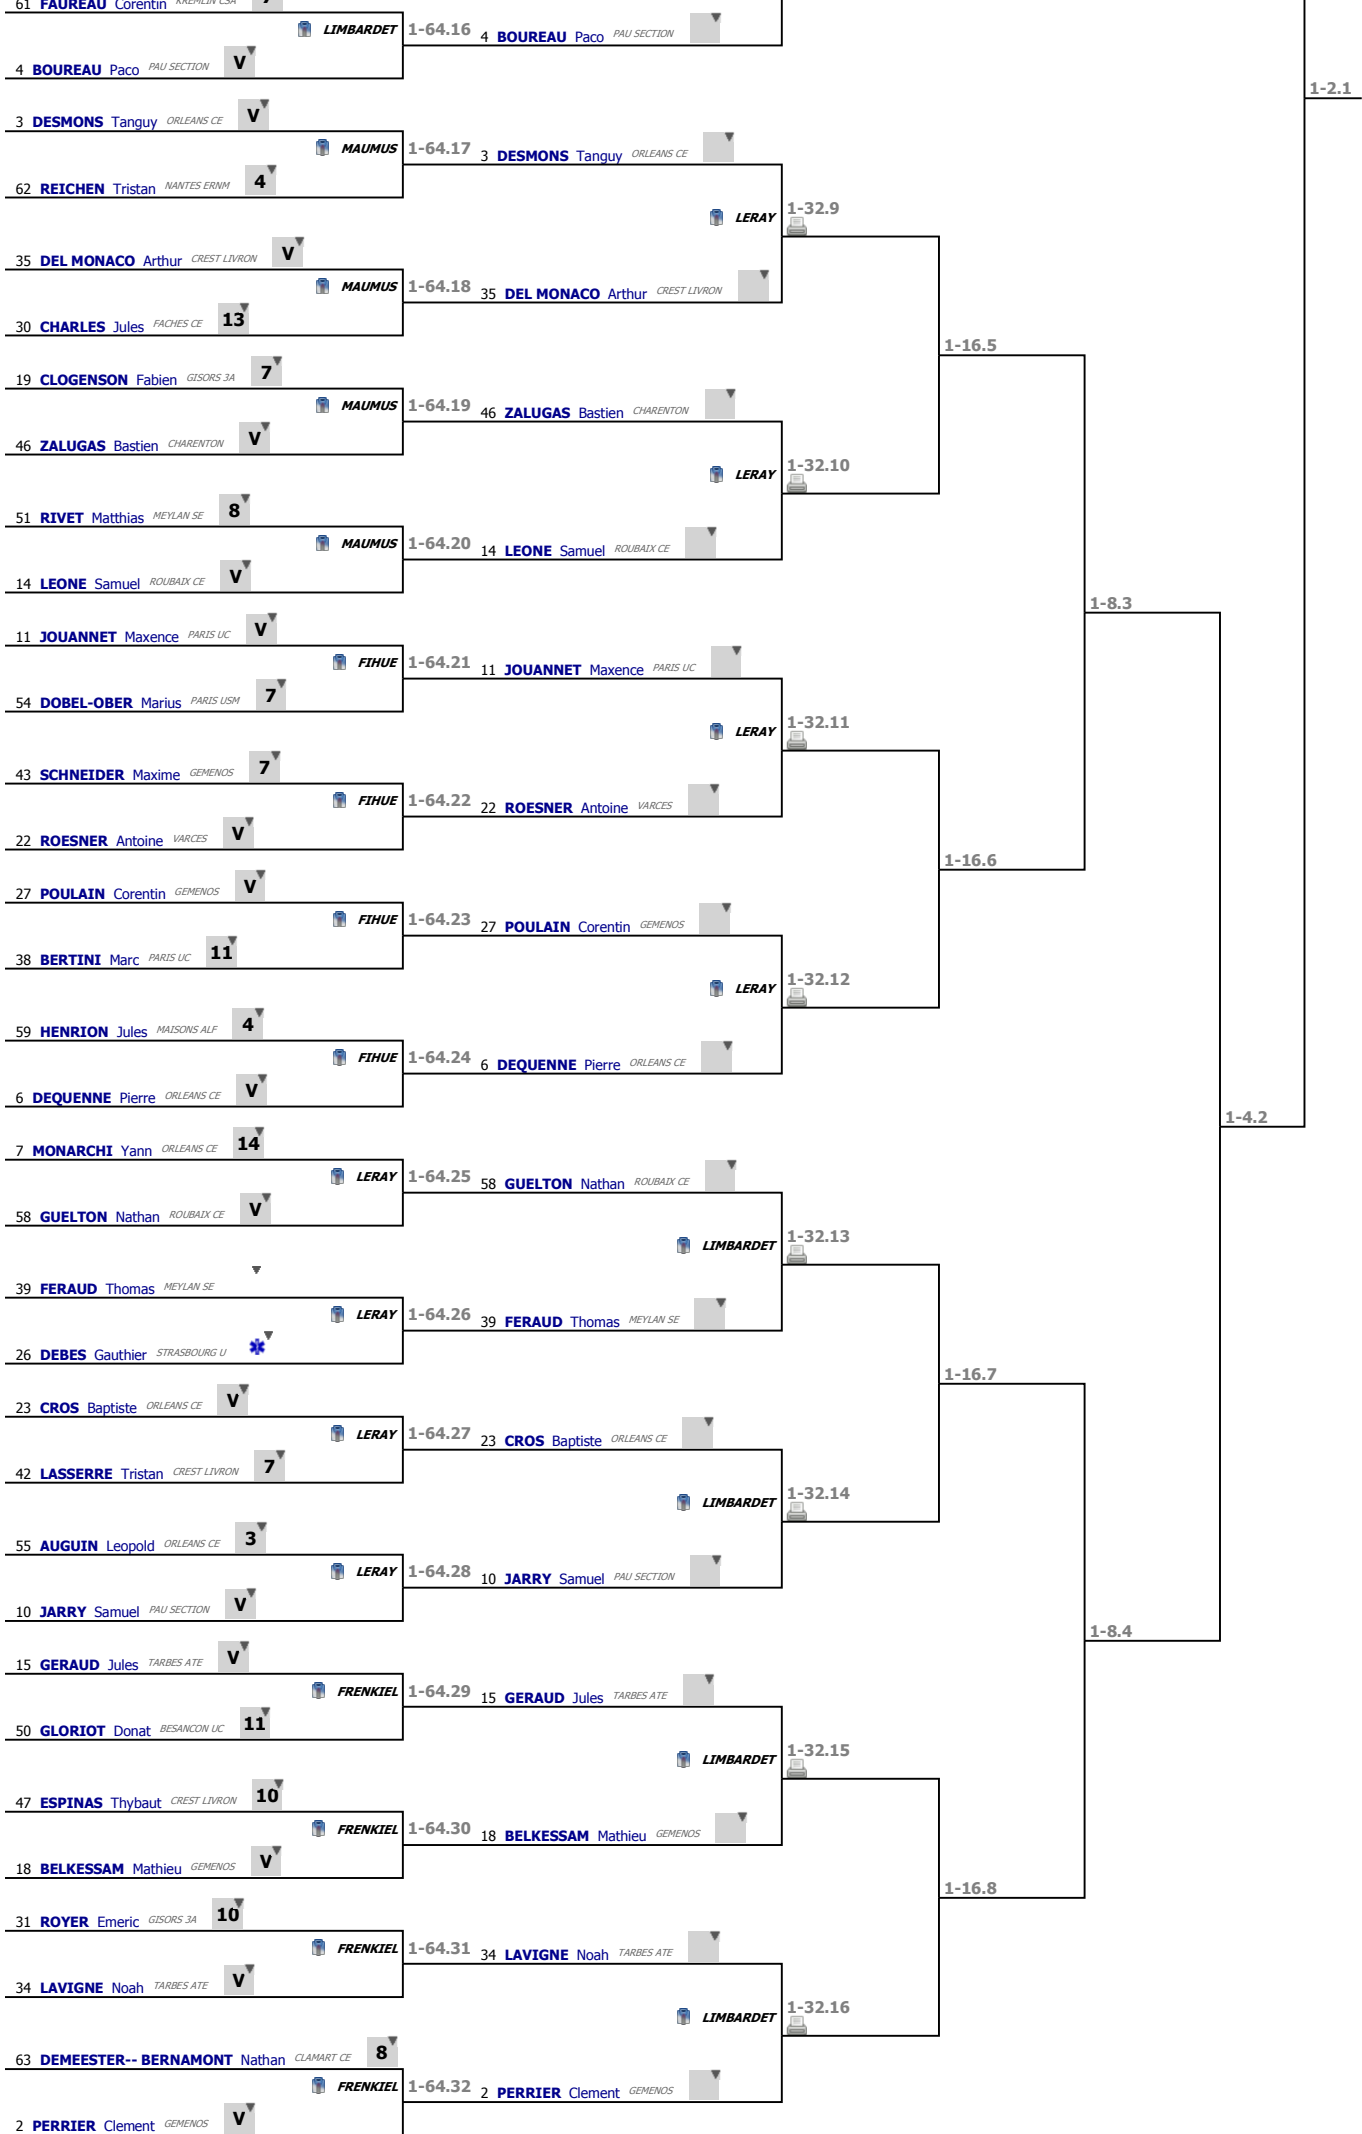 61 FAUREAU Corentin KREMLIN CSA 7
LIMBARDET 1-64.16 4 BOUREAU Paco PAU SECTION
4 BOUREAU Paco PAU SECTION V
1-2.1
3 DESMONS Tanguy ORLEANS CE V
MAUMUS 1-64.17 3 DESMONS Tanguy ORLEANS CE
62 REICHEN Tristan NANTES ERNM 4
LERAY 1-32.9
35 DEL MONACO Arthur CREST LIVRON V
MAUMUS 1-64.18 35 DEL MONACO Arthur CREST LIVRON
30 CHARLES Jules FACHES CE 13
1-16.5
19 CLOGENSON Fabien GISORS 3A 7
MAUMUS 1-64.19 46 ZALUGAS Bastien CHARENTON
46 ZALUGAS Bastien CHARENTON V
LERAY 1-32.10
51 RIVET Matthias MEYLAN SE 8
MAUMUS 1-64.20 14 LEONE Samuel ROUBAIX CE
14 LEONE Samuel ROUBAIX CE V
1-8.3
11 JOUANNET Maxence PARIS UC V
FIHUE 1-64.21 11 JOUANNET Maxence PARIS UC
54 DOBEL-OBER Marius PARIS USM 7
LERAY 1-32.11
43 SCHNEIDER Maxime GEMENOS 7
FIHUE 1-64.22 22 ROESNER Antoine VARCES
22 ROESNER Antoine VARCES V
1-16.6
27 POULAIN Corentin GEMENOS V
FIHUE 1-64.23 27 POULAIN Corentin GEMENOS
38 BERTINI Marc PARIS UC 11
LERAY 1-32.12
59 HENRION Jules MAISONS ALF 4
FIHUE 1-64.24 6 DEQUENNE Pierre ORLEANS CE
6 DEQUENNE Pierre ORLEANS CE V
1-4.2
7 MONARCHI Yann ORLEANS CE 14
LERAY 1-64.25 58 GUELTON Nathan ROUBAIX CE
58 GUELTON Nathan ROUBAIX CE V
LIMBARDET 1-32.13
39 FERAUD Thomas MEYLAN SE
LERAY 1-64.26 39 FERAUD Thomas MEYLAN SE
26 DEBES Gauthier STRASBOURG U
1-16.7
23 CROS Baptiste ORLEANS CE V
LERAY 1-64.27 23 CROS Baptiste ORLEANS CE
42 LASSERRE Tristan CREST LIVRON 7
LIMBARDET 1-32.14
55 AUGUIN Leopold ORLEANS CE 3
LERAY 1-64.28 10 JARRY Samuel PAU SECTION
10 JARRY Samuel PAU SECTION V
1-8.4
15 GERAUD Jules TARBES ATE V
FRENKIEL 1-64.29 15 GERAUD Jules TARBES ATE
50 GLORIOT Donat BESANCON UC 11
LIMBARDET 1-32.15
47 ESPINAS Thybaut CREST LIVRON 10
FRENKIEL 1-64.30 18 BELKESSAM Mathieu GEMENOS
18 BELKESSAM Mathieu GEMENOS V
1-16.8
31 ROYER Emeric GISORS 3A 10
FRENKIEL 1-64.31 34 LAVIGNE Noah TARBES ATE
34 LAVIGNE Noah TARBES ATE V
LIMBARDET 1-32.16
63 DEMEESTER-- BERNAMONT Nathan CLAMART CE 8
FRENKIEL 1-64.32 2 PERRIER Clement GEMENOS
2 PERRIER Clement GEMENOS V